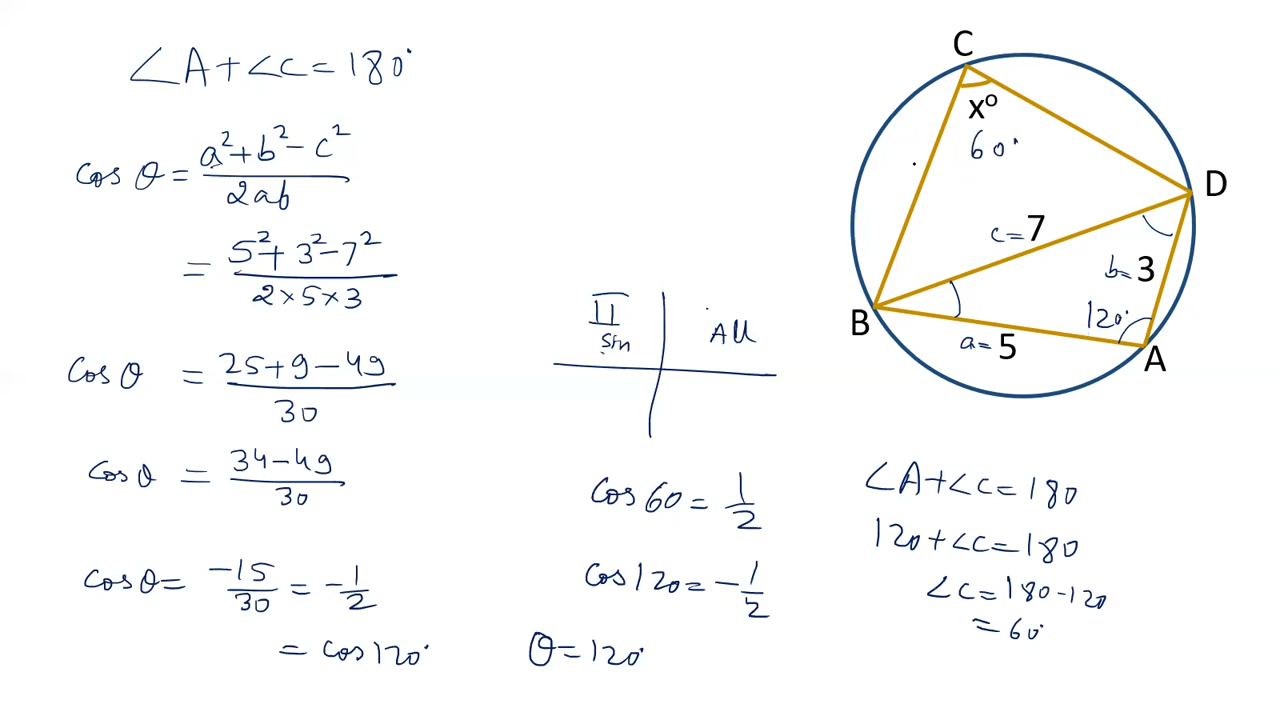 ∠A+∠C=180°
cos θ = (a²+b²-c²)/(2ab)
= (5²+3²-7²)/(2×5×3)
cos θ = (25+9-49)/30
cos θ = (34-49)/30
cos θ = -15/30 = -1/2
= cos 120°
II
Sin
All
cos 60 = 1/2
cos 120 = -1/2
θ = 120°
C
x°
60°
D
c=7
b=3
B
120°
a=5
A
∠A+∠C=180
120+∠C=180
∠C=180-120
=60°